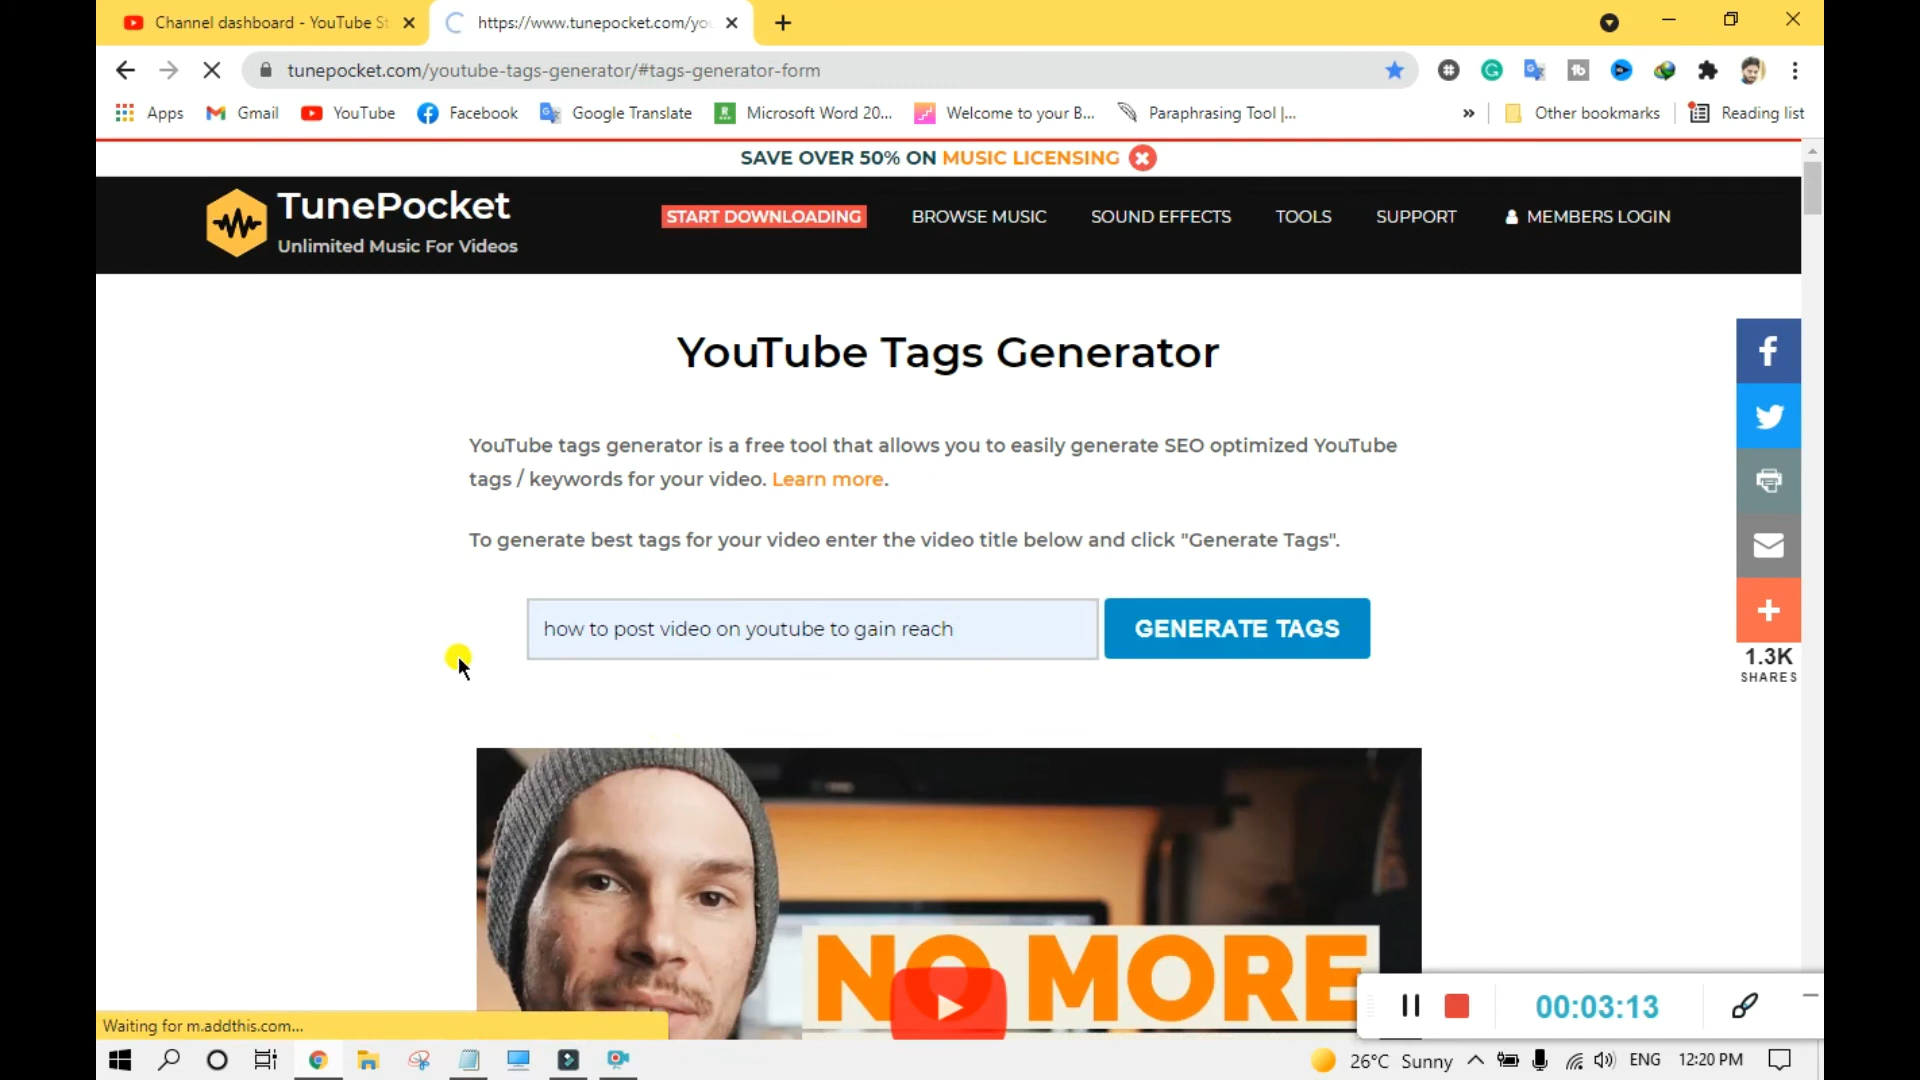 Channel dashboard - YouTube St
https://www.tunepocket.com/you
tunepocket.com/youtube-tags-generator/#tags-generator-form
Apps
Gmail
YouTube
Facebook
Google Translate
Microsoft Word 20...
Welcome to your B...
Paraphrasing Tool |...
»
Other bookmarks
Reading list
SAVE OVER 50% ON MUSIC LICENSING
TunePocket
Unlimited Music For Videos
START DOWNLOADING
BROWSE MUSIC
SOUND EFFECTS
TOOLS
SUPPORT
MEMBERS LOGIN
YouTube Tags Generator
YouTube tags generator is a free tool that allows you to easily generate SEO optimized YouTube
tags / keywords for your video. Learn more.
To generate best tags for your video enter the video title below and click "Generate Tags".
how to post video on youtube to gain reach
GENERATE TAGS
1.3K
SHARES
NO MORE
00:03:13
Waiting for m.addthis.com...
26°C Sunny
ENG
12:20 PM